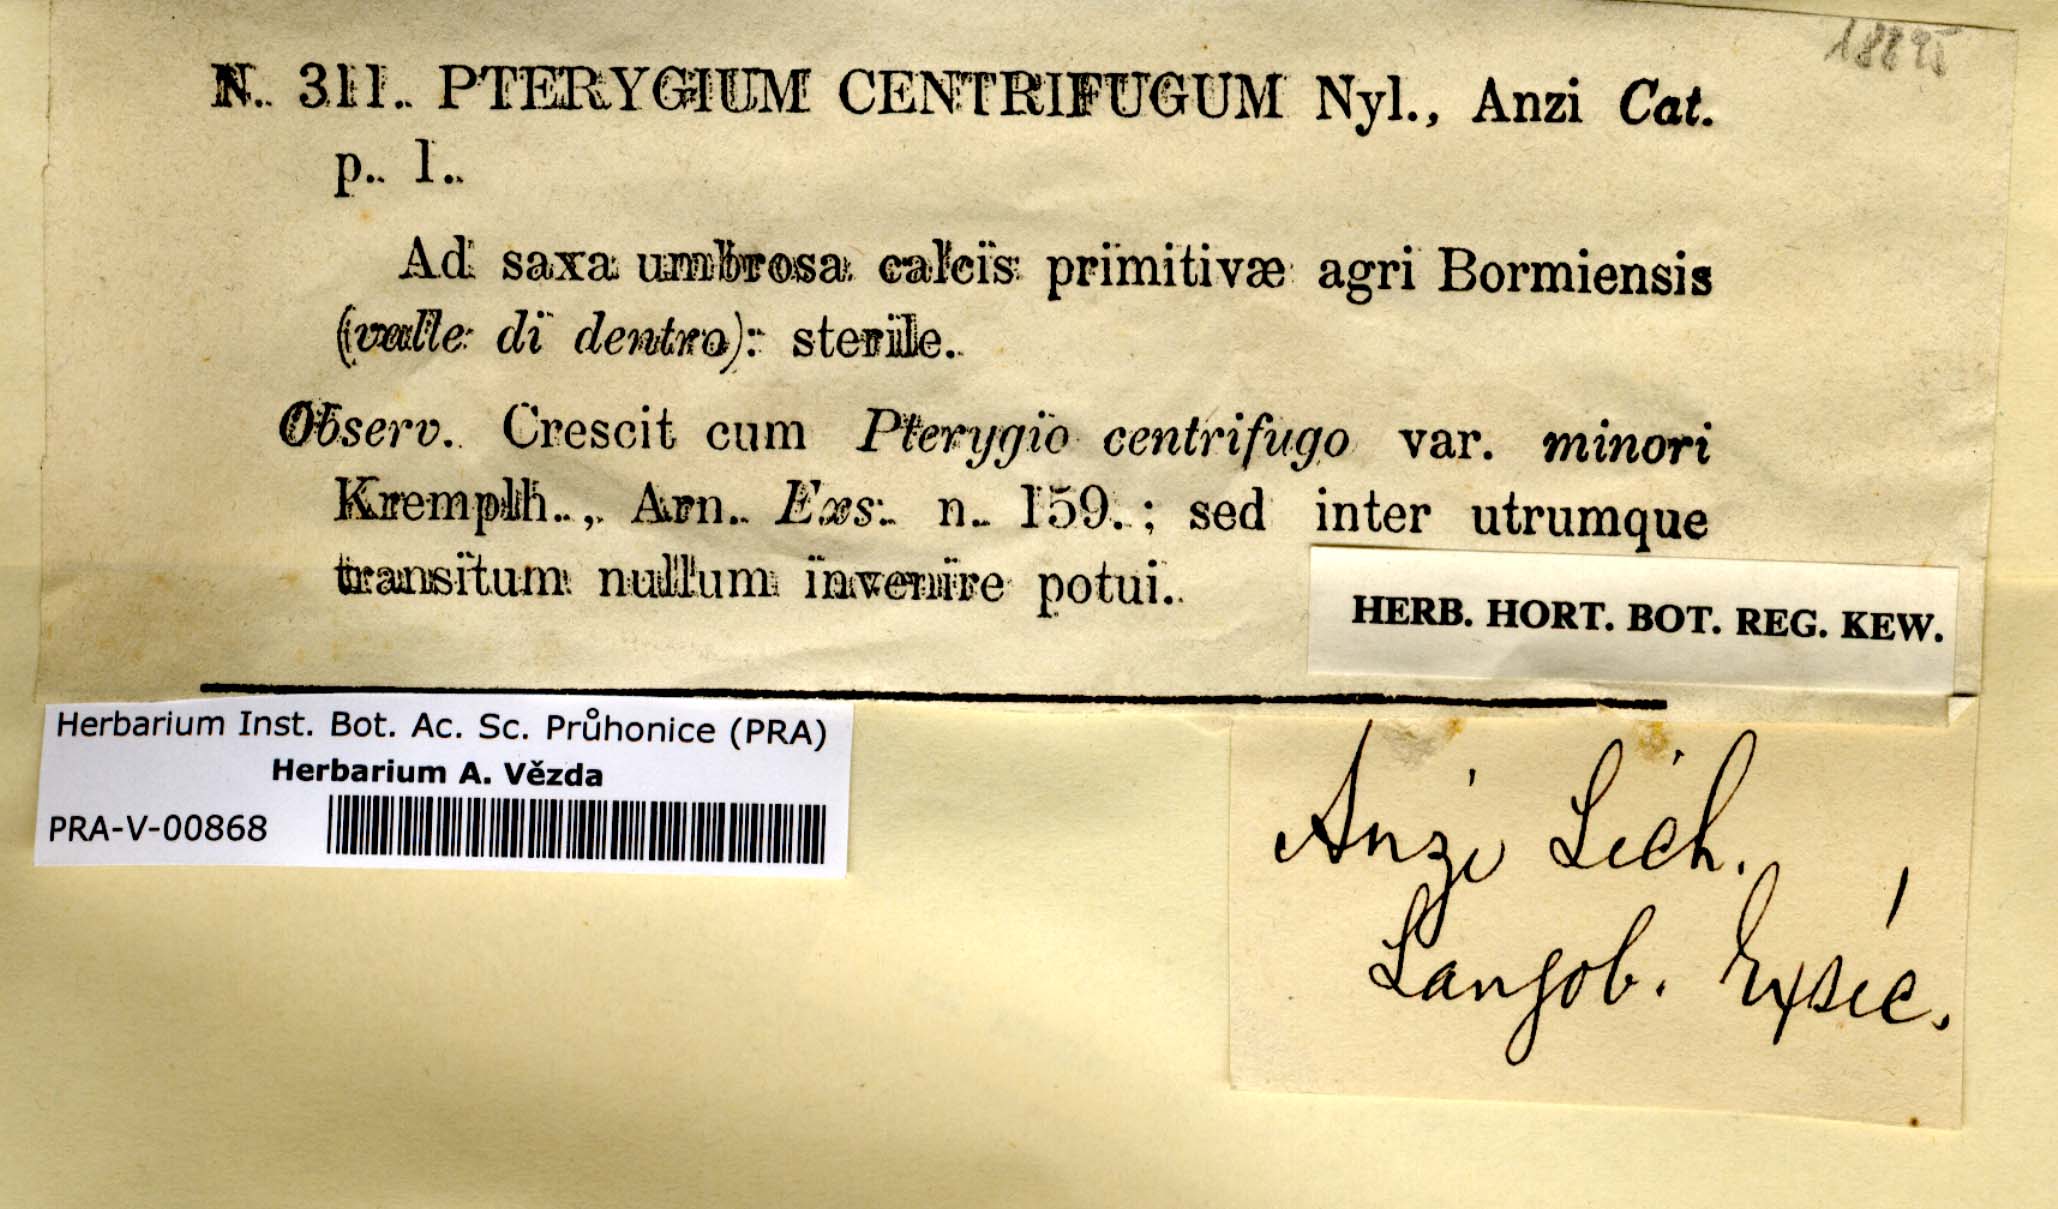 N. 311. PTERYGIUM CENTRIFUGUM Nyl., Anzi Cat.
p. 1.
Ad saxa umbrosa calcis primitivæ agri Bormiensis
(valle di dentro): sterile.
Observ. Crescit cum Pterygio centrifugo var. minori
Kremplh., Arn. Exs. n. 159.; sed inter utrumque
transitum nullum invenire potui.
HERB. HORT. BOT. REG. KEW.
Herbarium Inst. Bot. Ac. Sc. Průhonice (PRA)
Herbarium A. Vězda
PRA-V-00868
Anzi Lich.
Langob. Exsic.